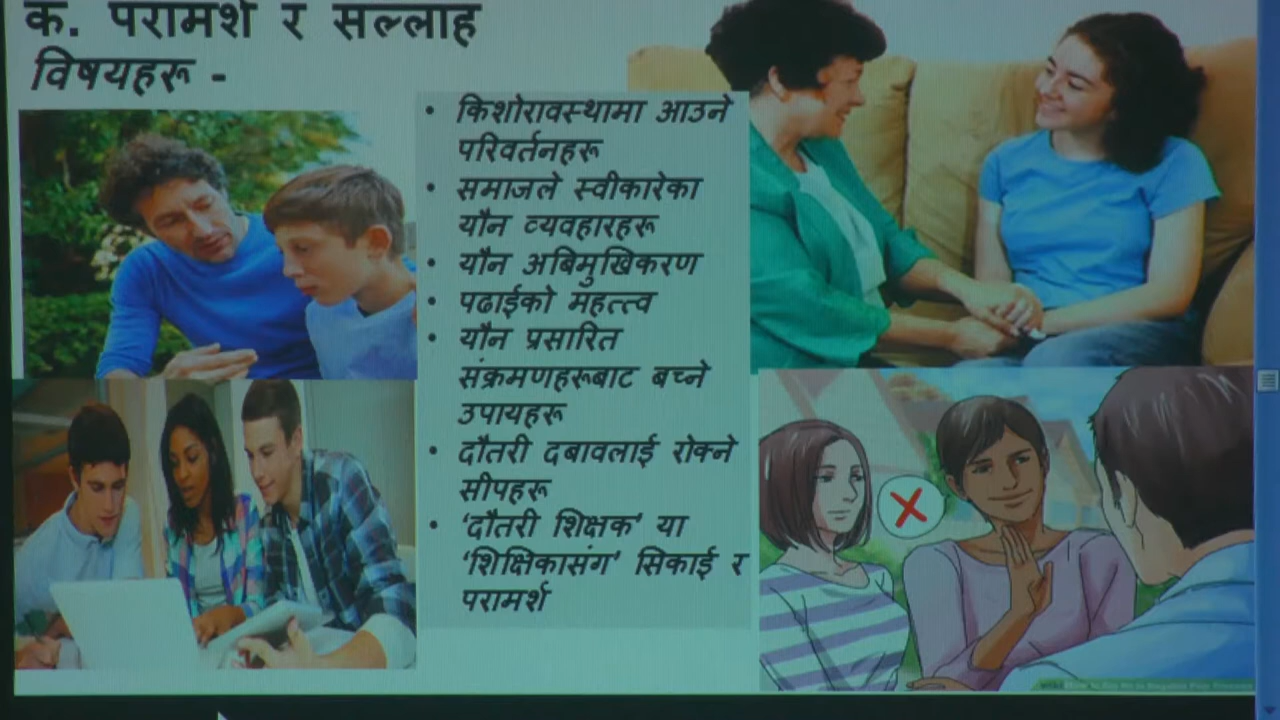 क. परामर्श र सल्लाह
विषयहरू -
• किशोरावस्थामा आउने
परिवर्तनहरू
• समाजले स्वीकारेका
यौन व्यवहारहरू
• यौन अबिमुखिकरण
• पढाईको महत्त्व
• यौन प्रसारित
संक्रमणहरूबाट बच्ने
उपायहरू
• दौतरी दबावलाई रोक्ने
सीपहरू
• ‘दौतरी शिक्षक’ या
‘शिक्षिकासंग’ सिकाई र
परामर्श